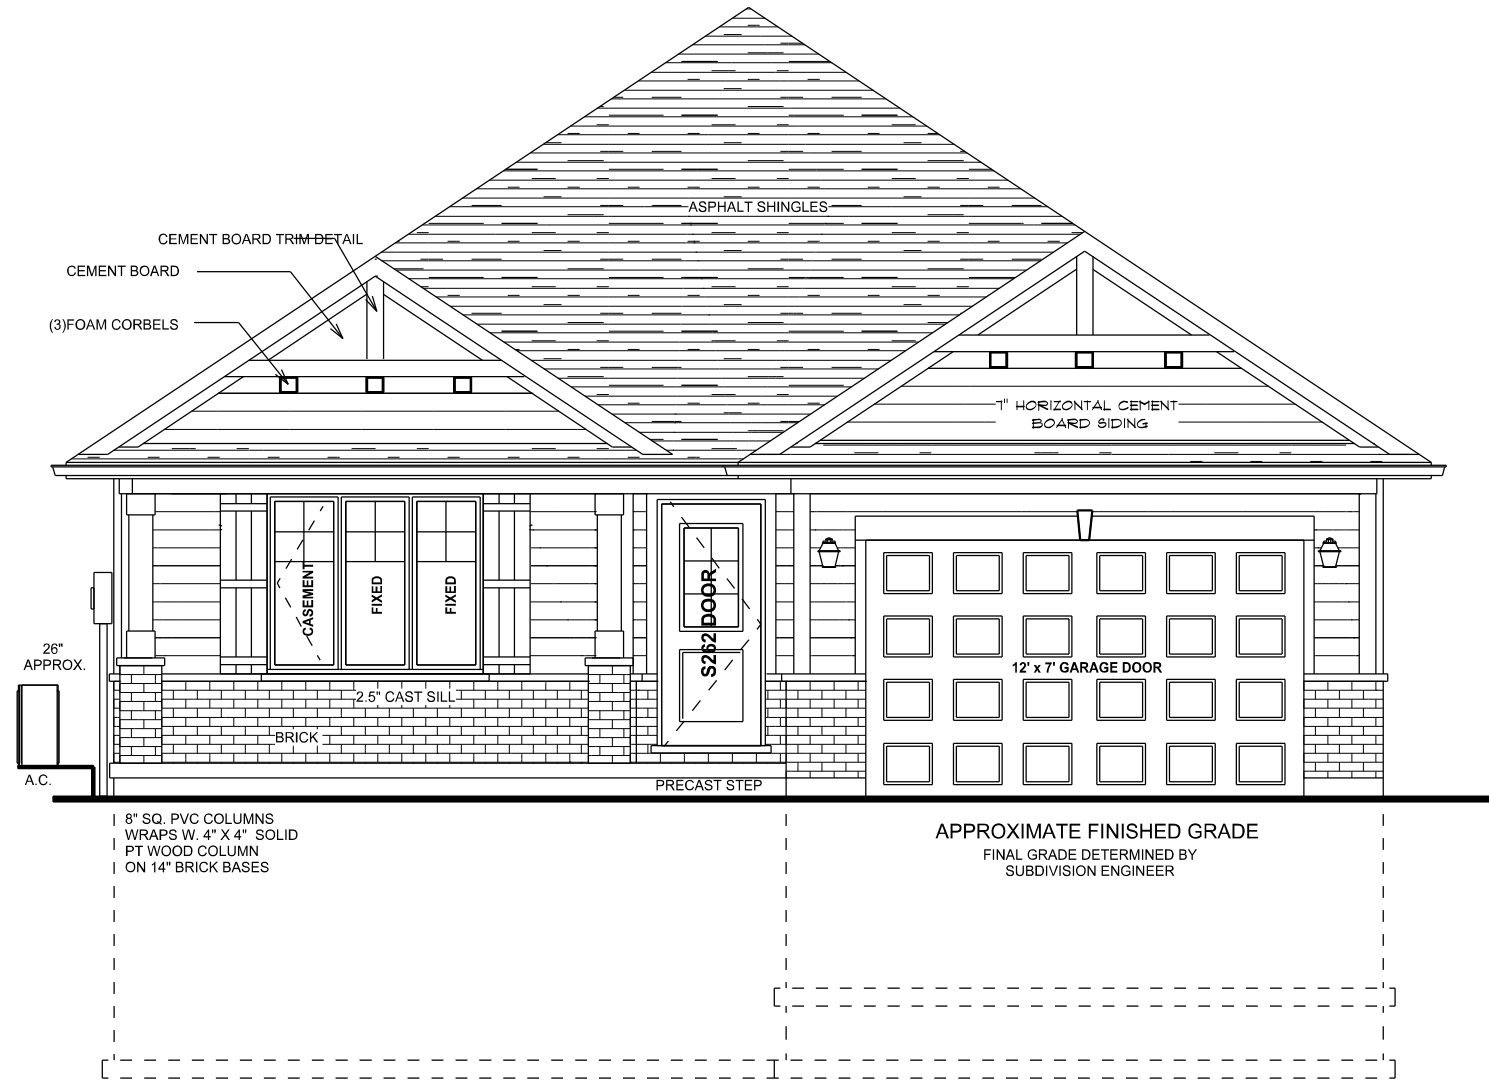 ASPHALT SHINGLES
CEMENT BOARD TRIM DETAIL
CEMENT BOARD
(3)FOAM CORBELS
7" HORIZONTAL CEMENT
BOARD SIDING
CASEMENT
FIXED
FIXED
S262 DOOR
26"
APPROX.
12' x 7' GARAGE DOOR
2.5" CAST SILL
BRICK
A.C.
PRECAST STEP
8" SQ. PVC COLUMNS
WRAPS W. 4" X 4" SOLID
PT WOOD COLUMN
ON 14" BRICK BASES
APPROXIMATE FINISHED GRADE
FINAL GRADE DETERMINED BY
SUBDIVISION ENGINEER